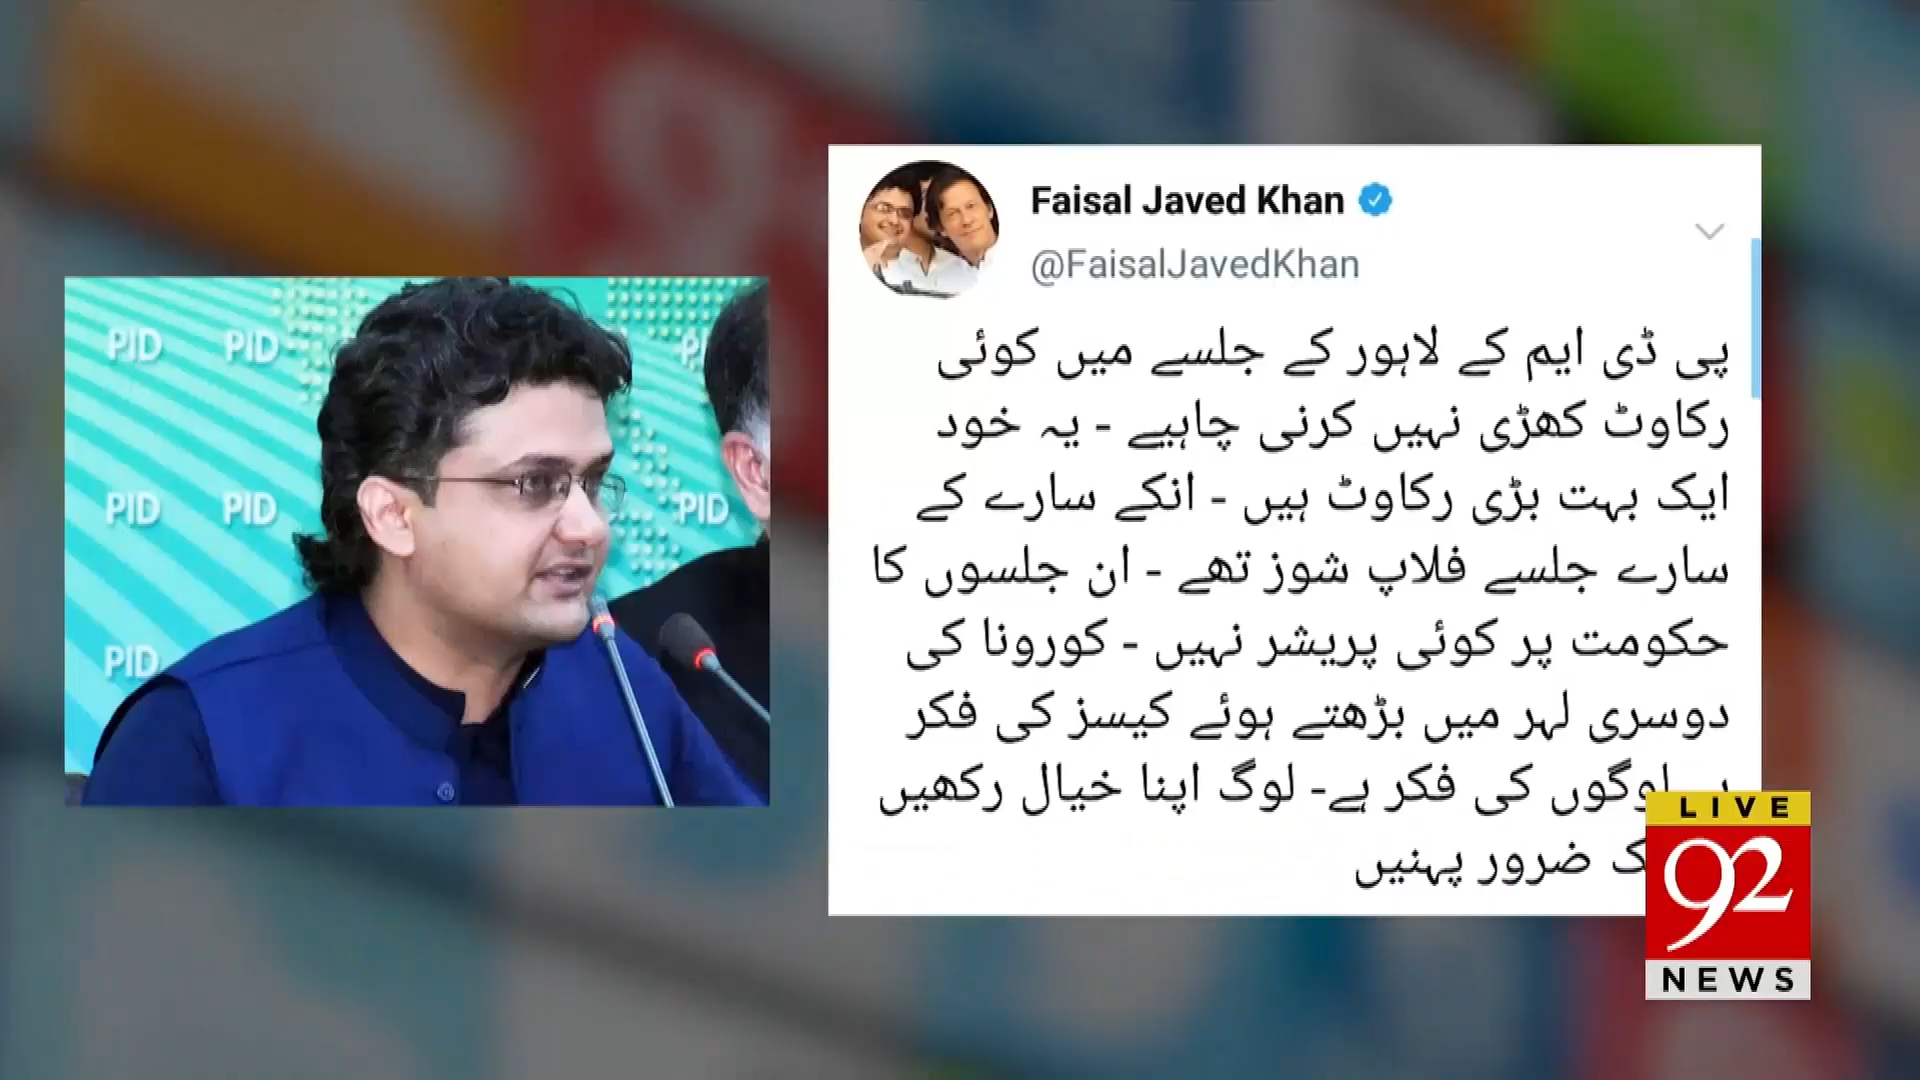 PID PID PID
PID PID PID
PID
Faisal Javed Khan
@FaisalJavedKhan
پی ڈی ایم کے لاہور کے جلسے میں کوئی
رکاوٹ کھڑی نہیں کرنی چاہیے - یہ خود
ایک بہت بڑی رکاوٹ ہیں - انکے سارے کے
سارے جلسے فلاپ شوز تھے - ان جلسوں کا
حکومت پر کوئی پریشر نہیں - کورونا کی
دوسری لہر میں بڑھتے ہوئے کیسز کی فکر
لوگوں کی فکر ہے- لوگ اپنا خیال رکھیں
ضرور پہنیں
LIVE
92
NEWS